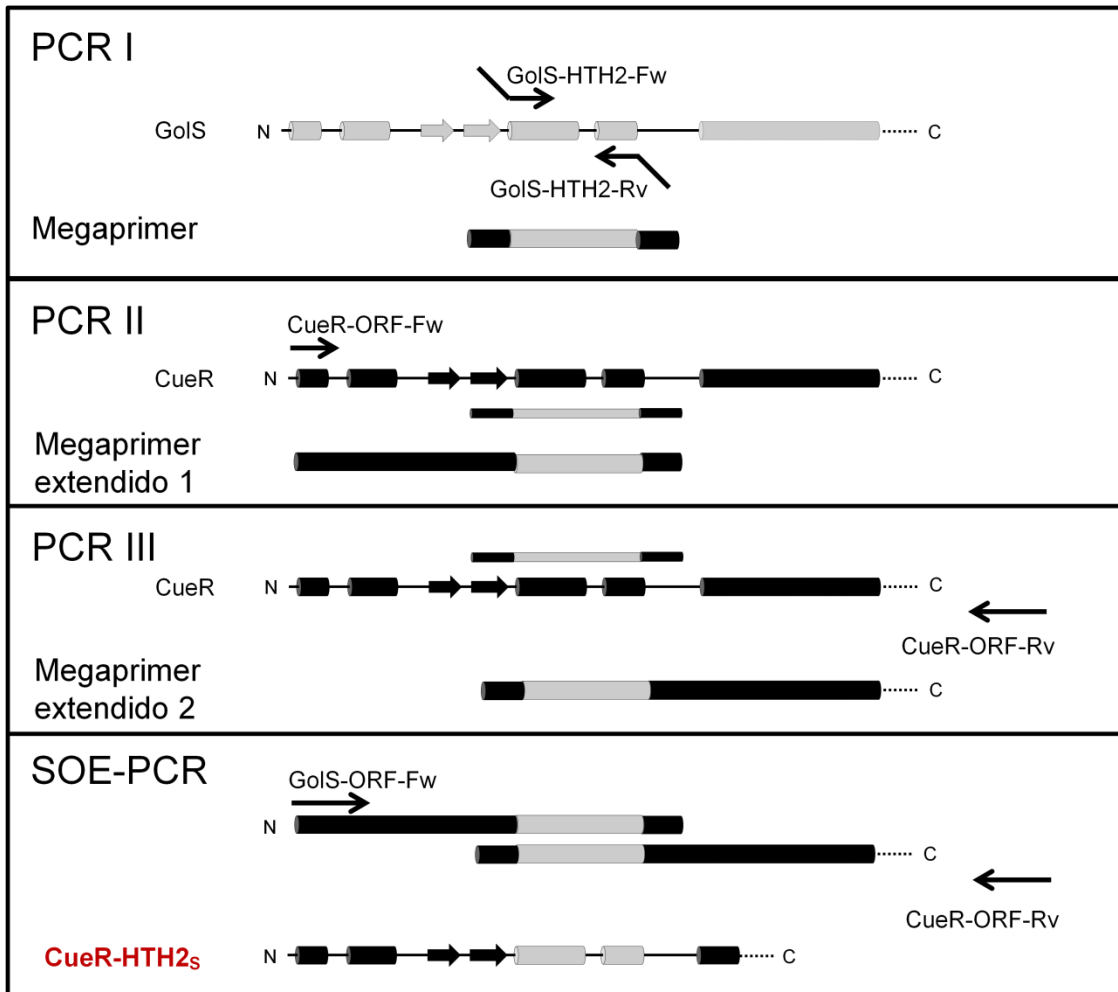 PCR I
GolS-HTH2-Fw
GolS N C
GolS-HTH2-Rv
Megaprimer
PCR II
CueR-ORF-Fw
CueR N C
Megaprimer
extendido 1
PCR III
CueR N C
CueR-ORF-Rv
Megaprimer
extendido 2
C
SOE-PCR
GolS-ORF-Fw
N
C
CueR-ORF-Rv
CueR-HTH2S N C